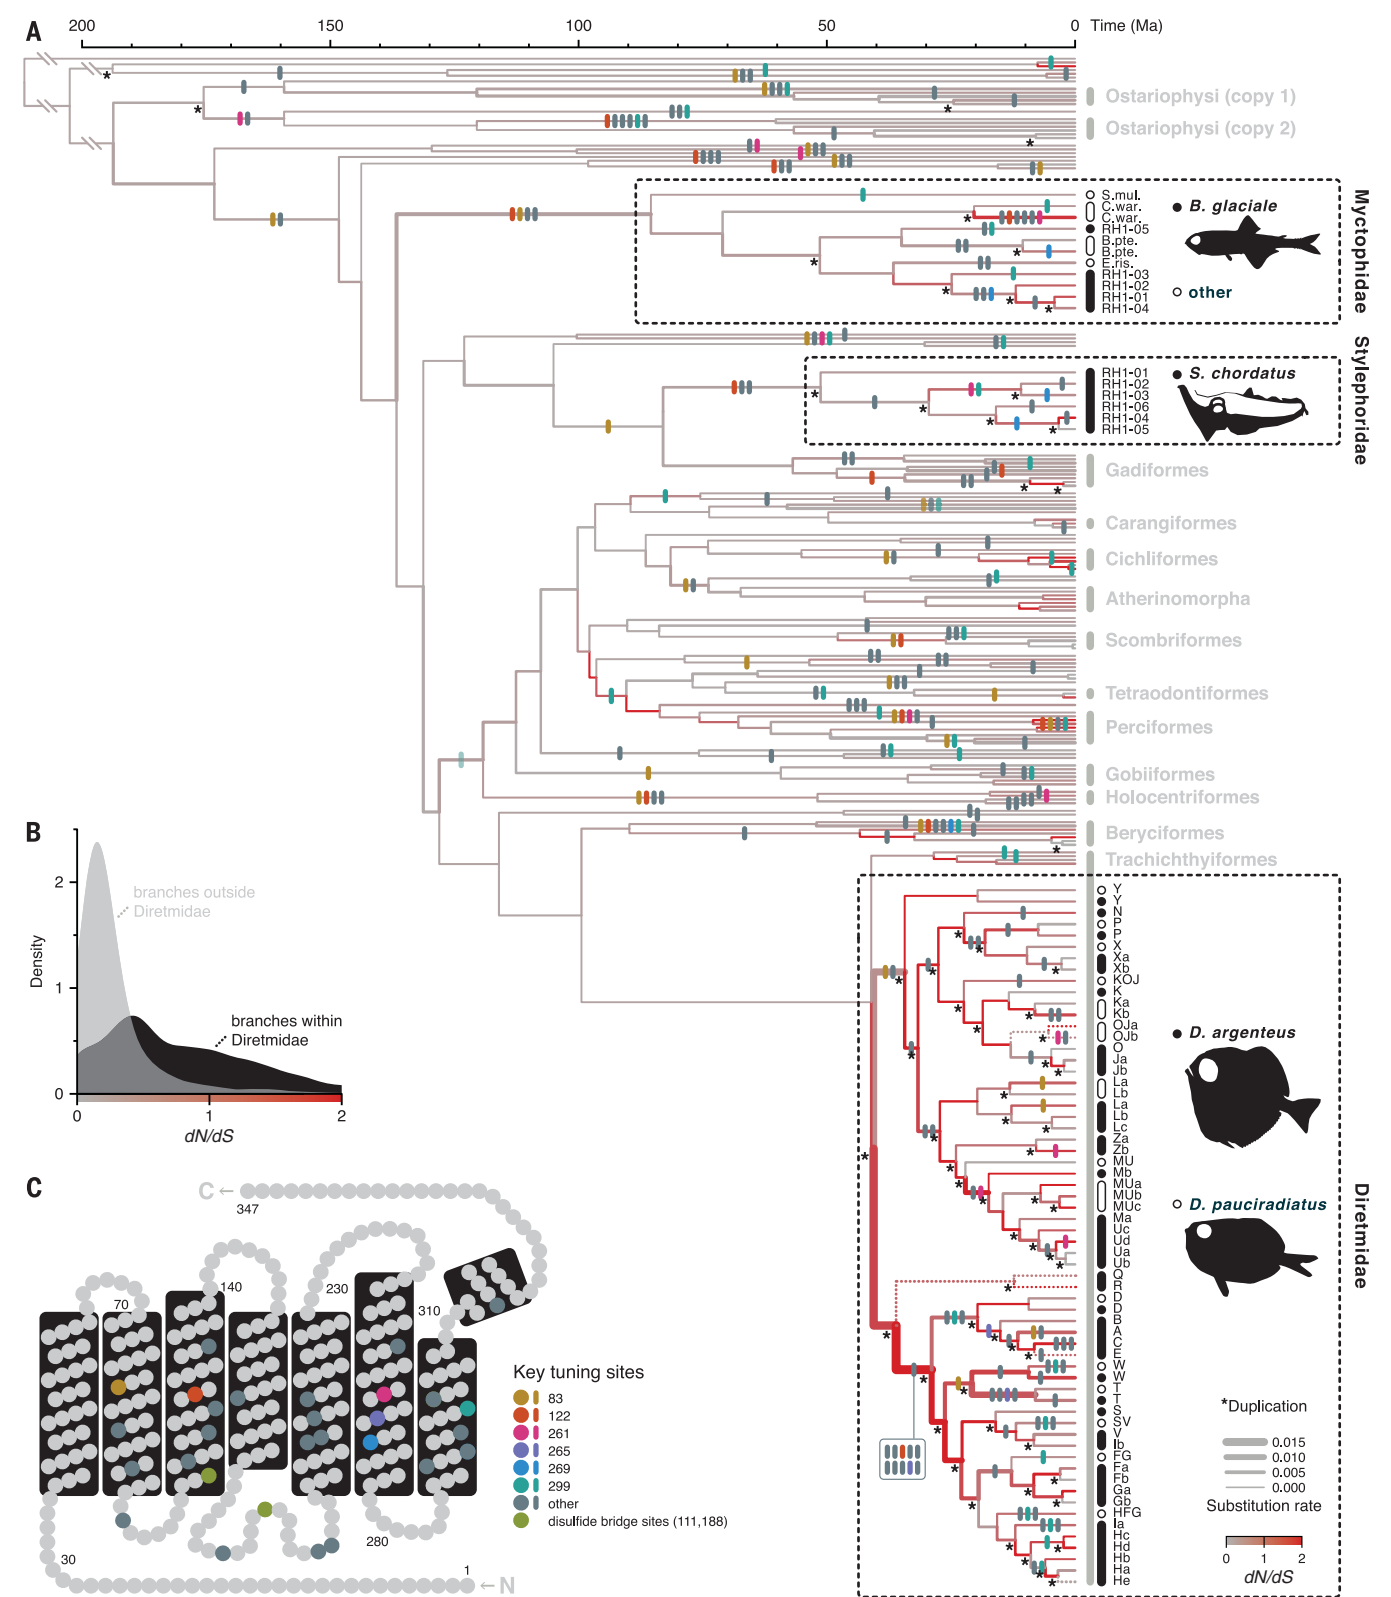 A
200
150
100
50
0
Time (Ma)
Ostariophysi (copy 1)
Ostariophysi (copy 2)
Myctophidae
S.mul.
C.war.
C.war.
RH1-05
B.pte.
B.pte.
E.ris.
RH1-03
RH1-02
RH1-01
RH1-04
B. glaciale
other
Stylephoridae
RH1-01
RH1-02
RH1-03
RH1-06
RH1-04
RH1-05
S. chordatus
Gadiformes
Carangiformes
Cichliformes
Atherinomorpha
Scombriformes
Tetraodontiformes
Perciformes
Gobiiformes
Holocentriformes
Beryciformes
Trachichthyiformes
Diretmidae
Y
Y
N
P
P
X
Xa
Xb
KOJ
K
Ka
Kb
OJa
OJb
O
Ja
Jb
La
Lb
La
Lb
Lc
Za
Zb
MU
Mb
MUa
MUb
MUc
Ma
Uc
Ud
Ua
Ub
Q
R
D
D
B
A
C
E
W
W
T
T
S
SV
V
Ib
FG
Fa
Fb
Ga
Gb
HFG
Ia
Hc
Hd
Hb
Ha
He
D. argenteus
D. pauciradiatus
*Duplication
0.015
0.010
0.005
0.000
Substitution rate
0 1 2
dN/dS
B
Density
2
1
0
branches outside
Diretmidae
branches within
Diretmidae
0 1 2
dN/dS
C
C ←
347
70
140
230
310
280
30
1
← N
Key tuning sites
83
122
261
265
269
299
other
disulfide bridge sites (111,188)